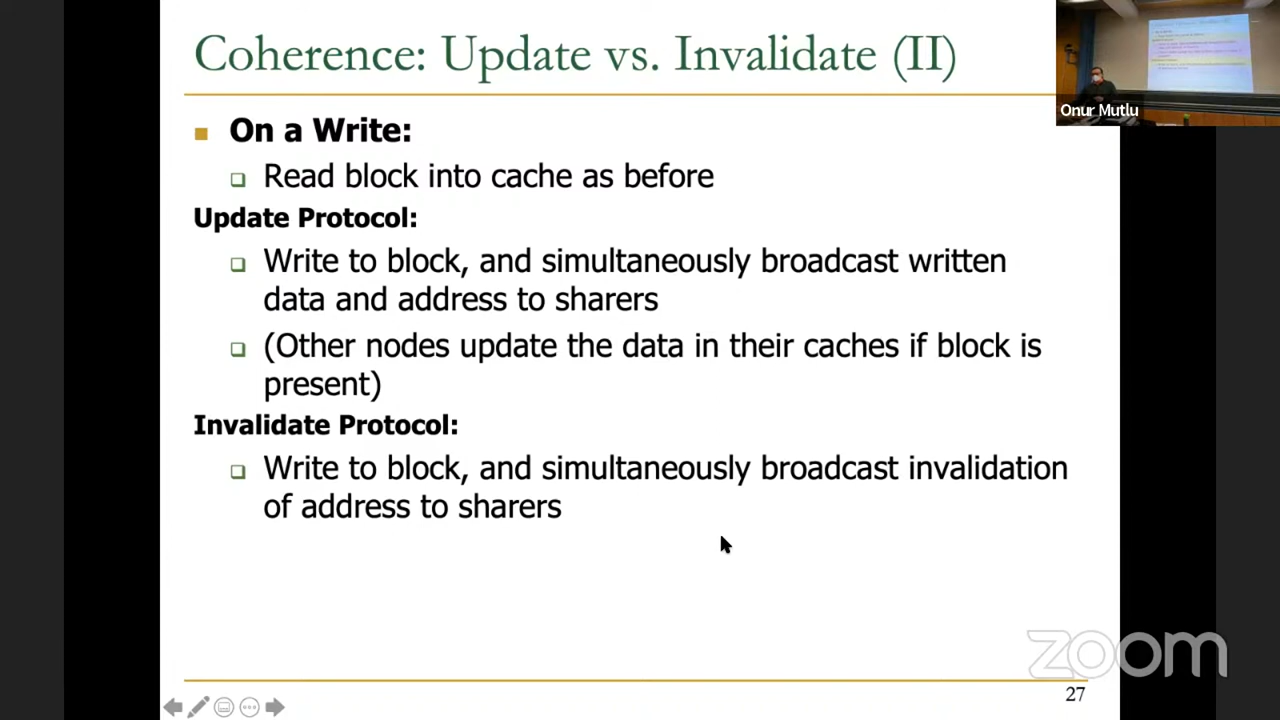 Coherence: Update vs. Invalidate (II)
Onur Mutlu
On a Write:
Read block into cache as before
Update Protocol:
Write to block, and simultaneously broadcast written
data and address to sharers
(Other nodes update the data in their caches if block is
present)
Invalidate Protocol:
Write to block, and simultaneously broadcast invalidation
of address to sharers
zoom
27